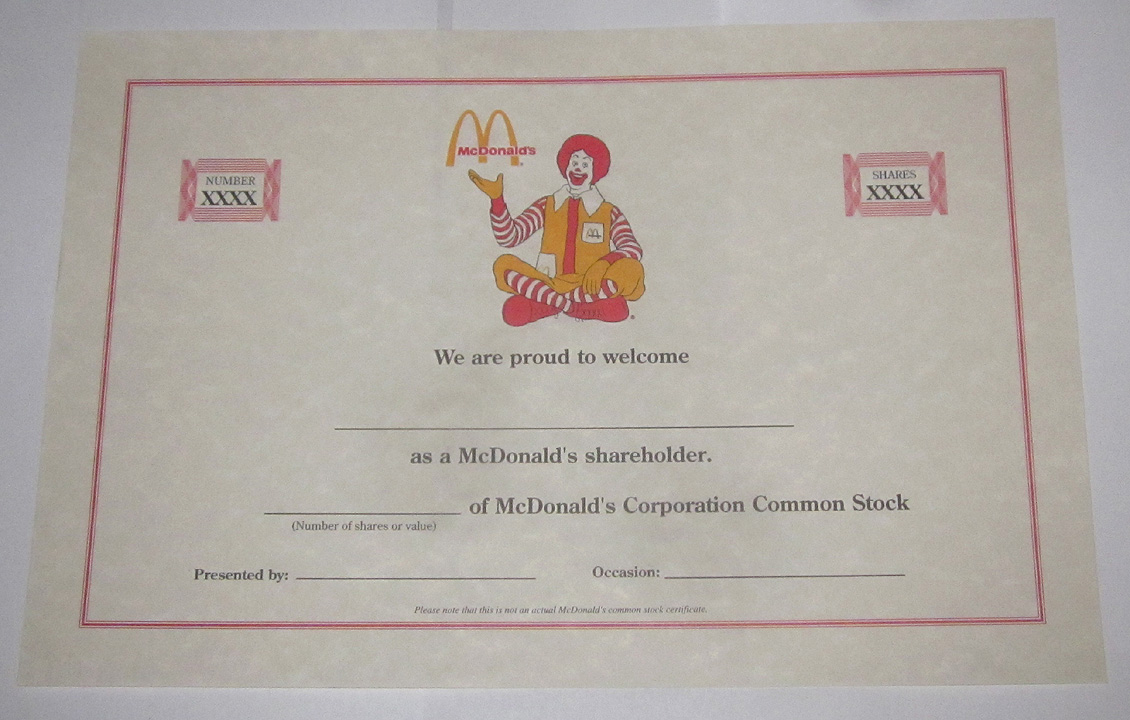 McDonald's
NUMBER
XXXX
SHARES
XXXX
We are proud to welcome
as a McDonald's shareholder.
of McDonald's Corporation Common Stock
(Number of shares or value)
Presented by:
Occasion:
Please note that this is not an actual McDonald's common stock certificate.